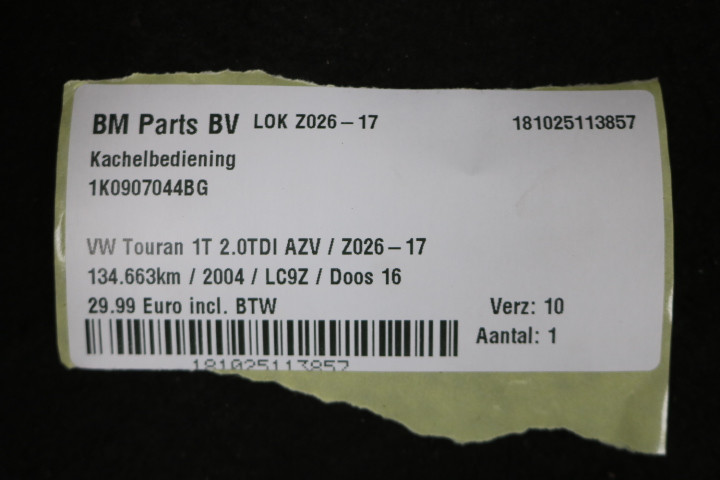 BM Parts BV LOK Z026-17 181025113857
Kachelbediening
1K0907044BG
VW Touran 1T 2.0TDI AZV / Z026-17
134.663km / 2004 / LC9Z / Doos 16
29.99 Euro incl. BTW Verz: 10
Aantal: 1
181025113857